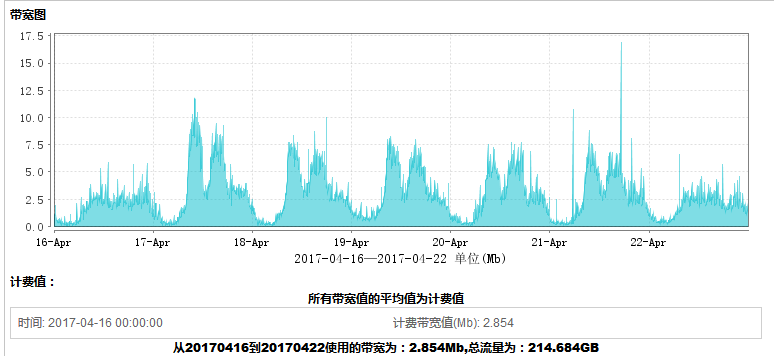 带宽图
17.5
15.0
12.5
10.0
7.5
5.0
2.5
0.0
16-Apr 17-Apr 18-Apr 19-Apr 20-Apr 21-Apr 22-Apr
2017-04-16—2017-04-22 单位(Mb)
计费值：
所有带宽值的平均值为计费值
时间: 2017-04-16 00:00:00 计费带宽值(Mb): 2.854
从20170416到20170422使用的带宽为：2.854Mb,总流量为：214.684GB